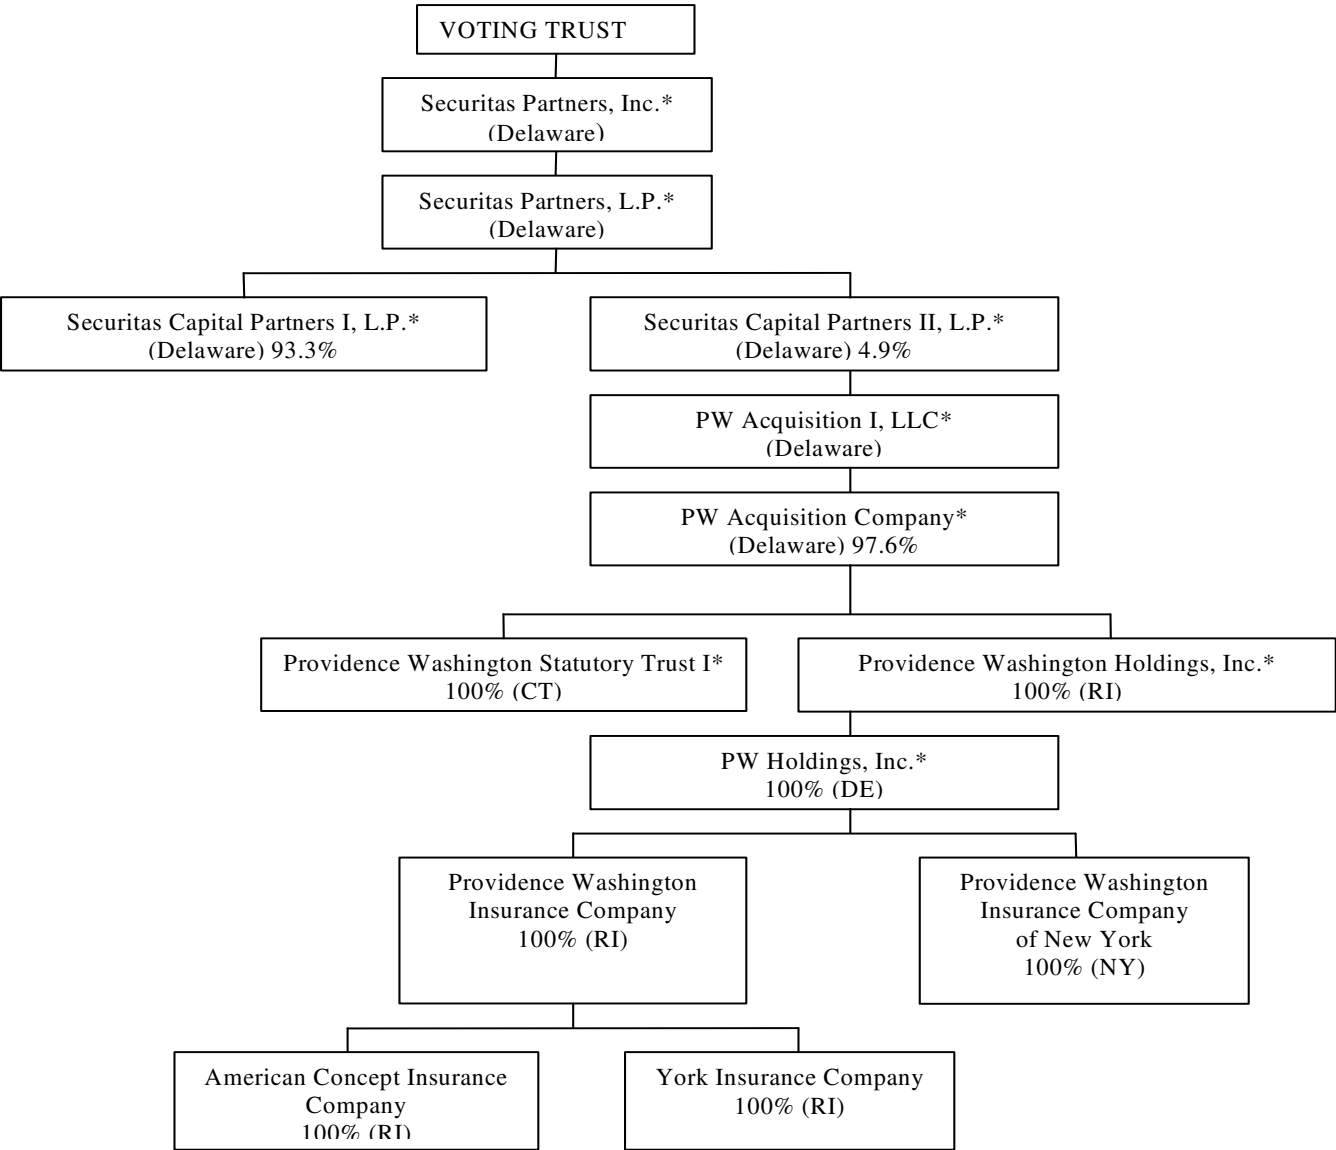 VOTING TRUST
Securitas Partners, Inc.*
(Delaware)
Securitas Partners, L.P.*
(Delaware)
Securitas Capital Partners I, L.P.*
(Delaware) 93.3%
Securitas Capital Partners II, L.P.*
(Delaware) 4.9%
PW Acquisition I, LLC*
(Delaware)
PW Acquisition Company*
(Delaware) 97.6%
Providence Washington Statutory Trust I*
100% (CT)
Providence Washington Holdings, Inc.*
100% (RI)
PW Holdings, Inc.*
100% (DE)
Providence Washington
Insurance Company
100% (RI)
Providence Washington
Insurance Company
of New York
100% (NY)
American Concept Insurance
Company
100% (RI)
York Insurance Company
100% (RI)